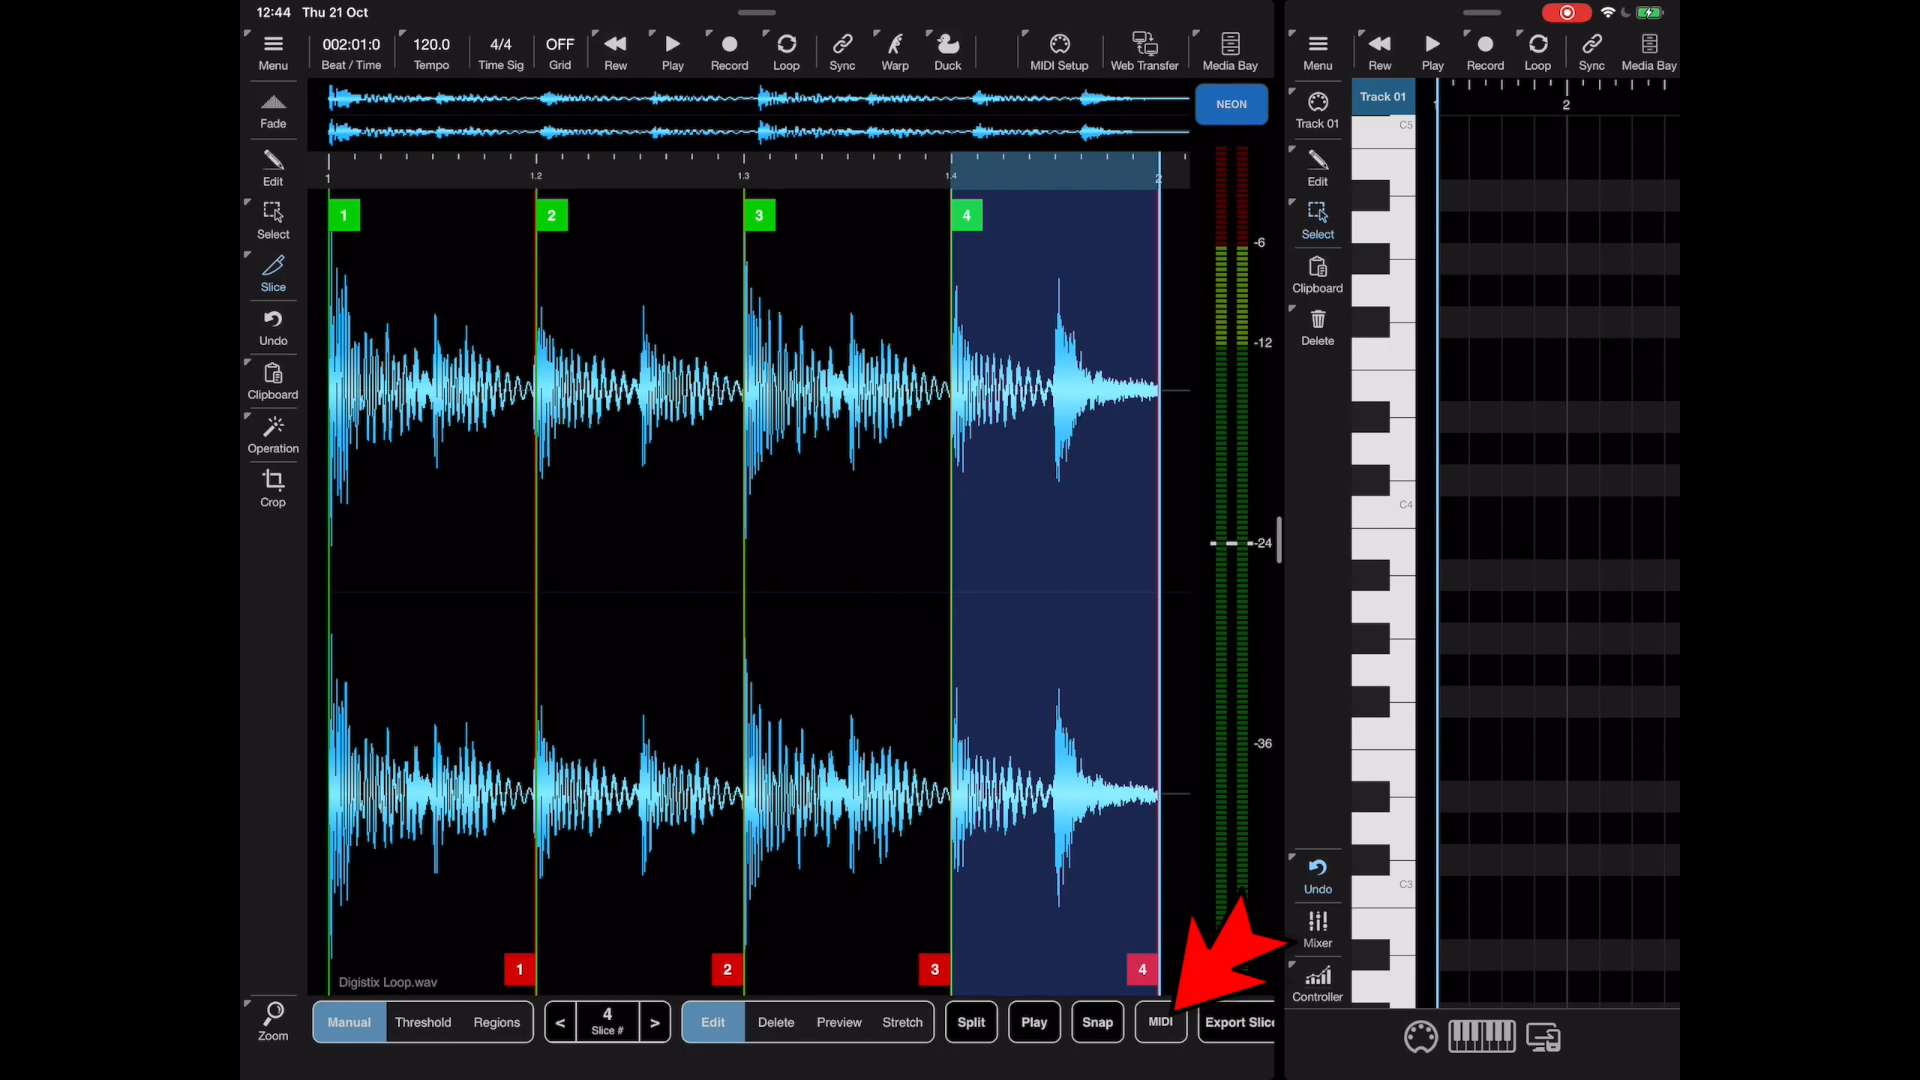 12:44 Thu 21 Oct
Menu
002:01:0
Beat / Time
120.0
Tempo
4/4
Time Sig
OFF
Grid
Rew
Play
Record
Loop
Sync
Warp
Duck
MIDI Setup
Web Transfer
Media Bay
Menu
Rew
Play
Record
Loop
Sync
Media Bay
Fade
Edit
Select
Slice
Undo
Clipboard
Operation
Crop
Zoom
NEON
1
1.2
1.3
1.4
2
1
2
3
4
-6
-12
-24
-36
1
2
3
4
Digistix Loop.wav
Manual
Threshold
Regions
<
4
Slice #
>
Edit
Delete
Preview
Stretch
Split
Play
Snap
MIDI
Export Slice
Track 01
Edit
Select
Clipboard
Delete
Undo
Mixer
Controller
Track 01
2
C5
C4
C3